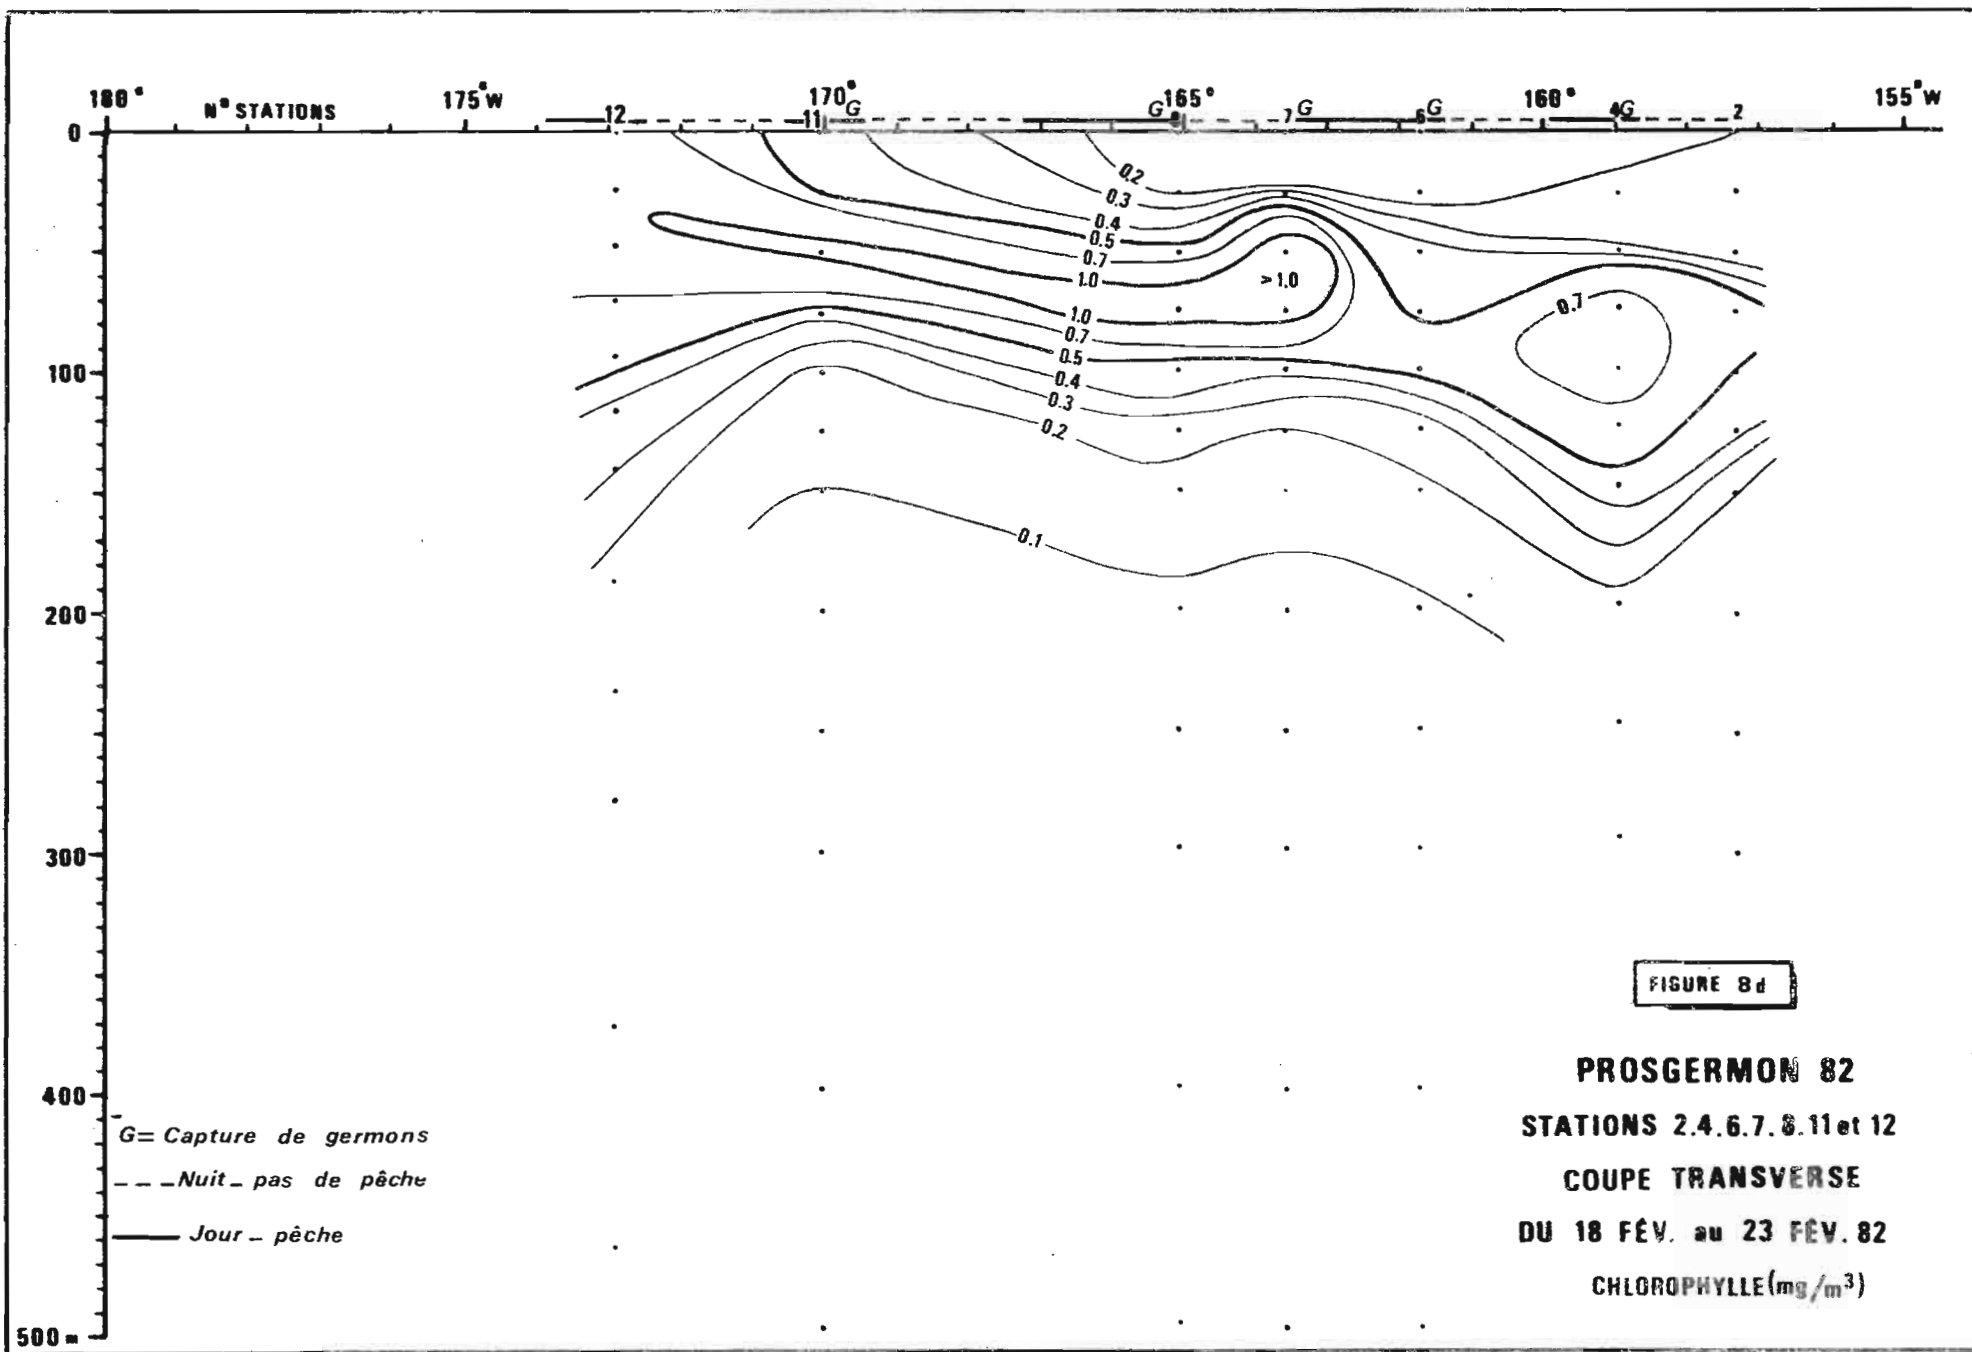 180° N° STATIONS 175°W 170° 165° 160° 155°W
12 11 G G 8 7 G 6 G 4 G 2
0
100
200
300
400
500 m
0.2
0.3
0.4
0.5
0.7
1.0
>1.0
1.0
0.7
0.5
0.4
0.3
0.2
0.1
0.7
G= Capture de germons
Nuit_ pas de pêche
Jour _ pêche
FIGURE 8d
PROSGERMON 82
STATIONS 2.4.6.7.8.11 et 12
COUPE TRANSVERSE
DU 18 FÉV. au 23 FÉV. 82
CHLOROPHYLLE (mg/m³)